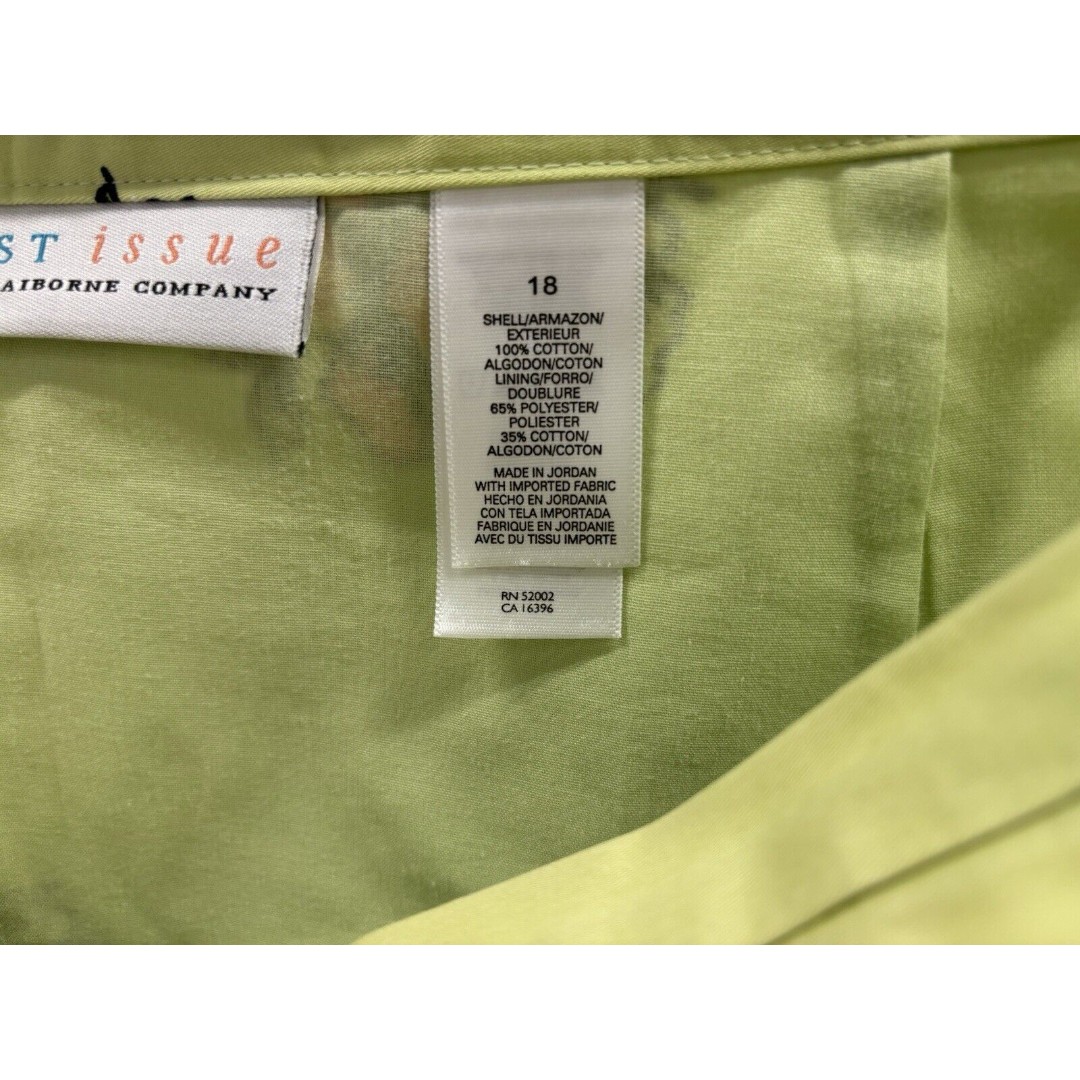 ST issue
AIBORNE COMPANY
18
SHELL/ARMAZON/
EXTERIEUR
100% COTTON/
ALGODON/COTON
LINING/FORRO/
DOUBLURE
65% POLYESTER/
POLIESTER
35% COTTON/
ALGODON/COTON
MADE IN JORDAN
WITH IMPORTED FABRIC
HECHO EN JORDANIA
CON TELA IMPORTADA
FABRIQUE EN JORDANIE
AVEC DU TISSU IMPORTE
RN 52002
CA 16396